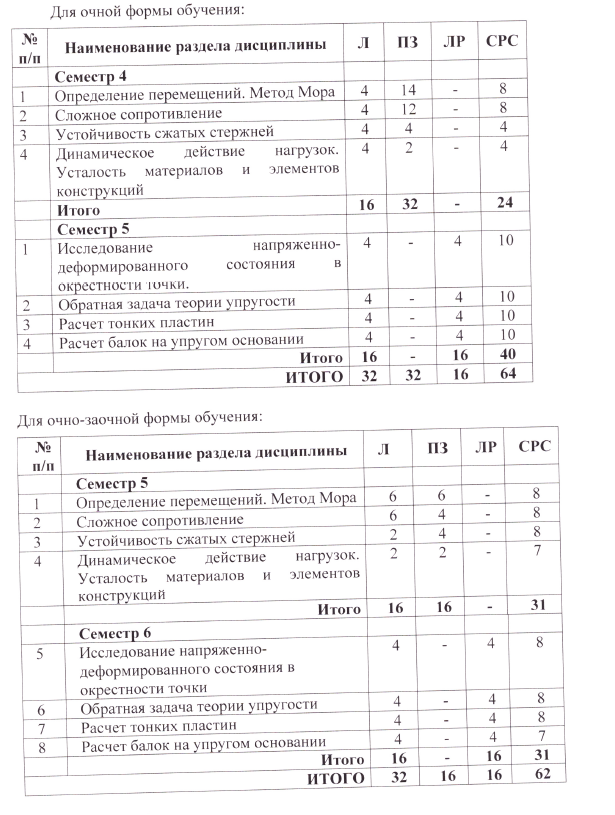 Для очной формы обучения:
№ п/п Наименование раздела дисциплины Л ПЗ ЛР СРС
Семестр 4
1 Определение перемещений. Метод Мора 4 14 - 8
2 Сложное сопротивление 4 12 - 8
3 Устойчивость сжатых стержней 4 4 - 4
4 Динамическое действие нагрузок. 4 2 - 4
Усталость материалов и элементов
конструкций
Итого 16 32 - 24
Семестр 5
1 Исследование напряженно- 4 - 4 10
деформированного состояния в
окрестности точки.
2 Обратная задача теории упругости 4 - 4 10
3 Расчет тонких пластин 4 - 4 10
4 Расчет балок на упругом основании 4 - 4 10
Итого 16 - 16 40
ИТОГО 32 32 16 64
Для очно-заочной формы обучения:
№ п/п Наименование раздела дисциплины Л ПЗ ЛР СРС
Семестр 5
1 Определение перемещений. Метод Мора 6 6 - 8
2 Сложное сопротивление 6 4 - 8
3 Устойчивость сжатых стержней 2 4 - 8
4 Динамическое действие нагрузок. 2 2 - 7
Усталость материалов и элементов
конструкций
Итого 16 16 - 31
Семестр 6
5 Исследование напряженно- 4 - 4 8
деформированного состояния в
окрестности точки
6 Обратная задача теории упругости 4 - 4 8
7 Расчет тонких пластин 4 - 4 8
8 Расчет балок на упругом основании 4 - 4 7
Итого 16 - 16 31
ИТОГО 32 16 16 62